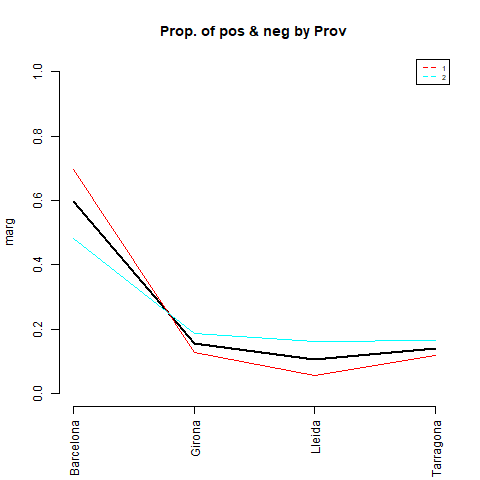 Prop. of pos & neg by Prov
1
2
marg
1.0
0.8
0.6
0.4
0.2
0.0
Barcelona
Girona
Lleida
Tarragona